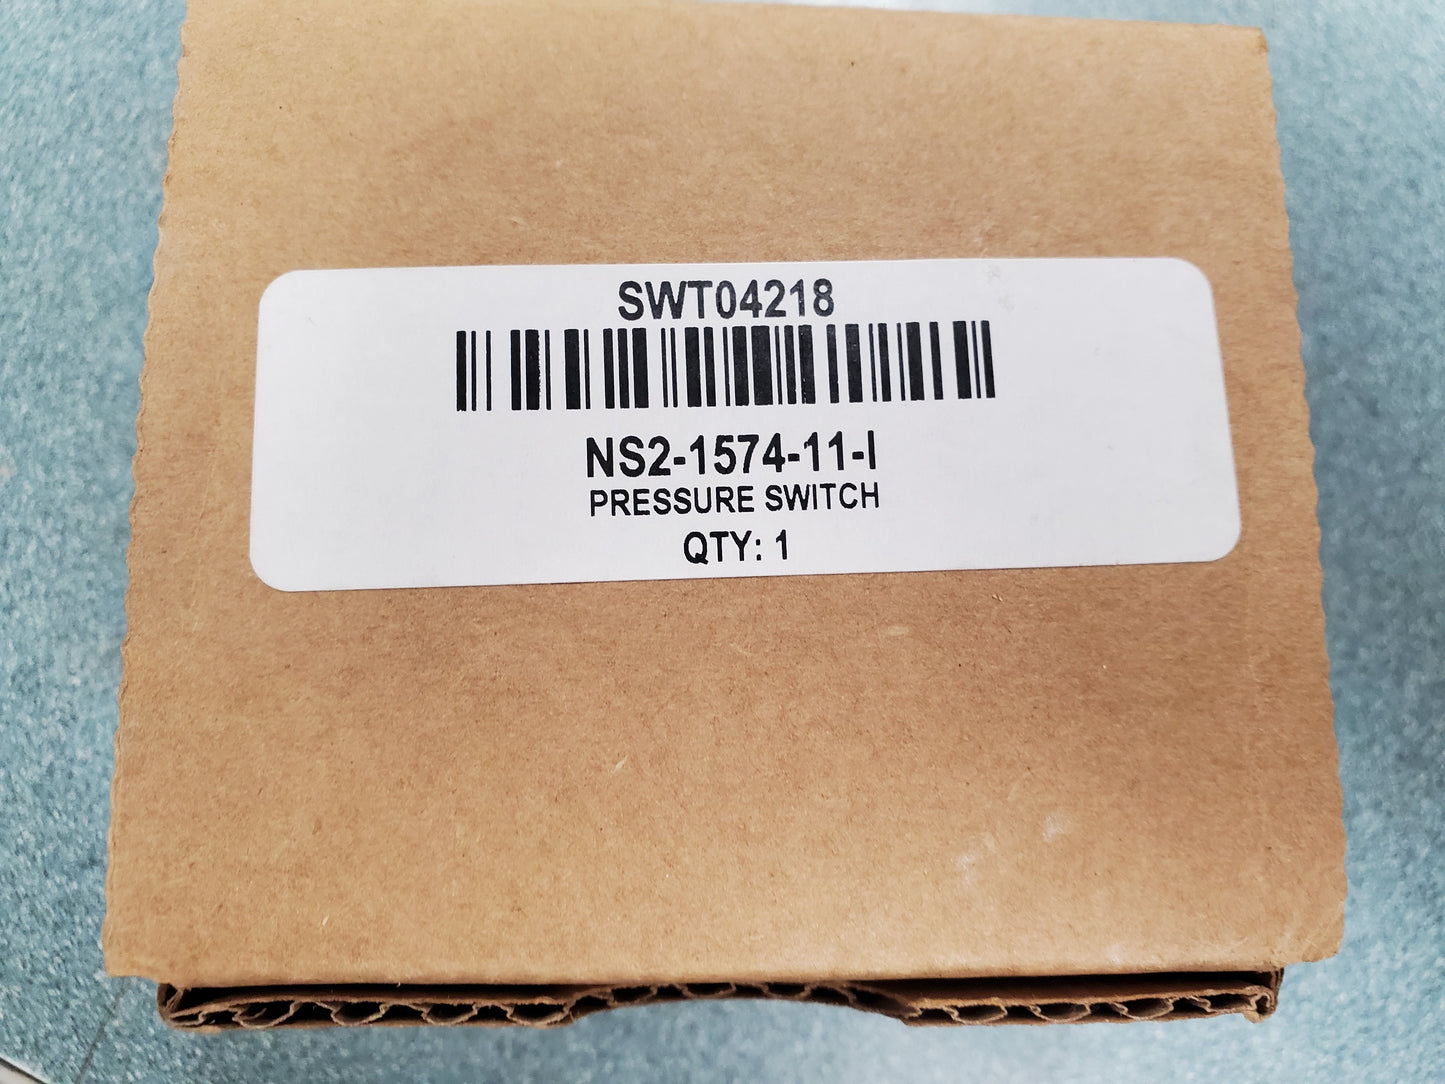 SWT04218
NS2-1574-11-I
PRESSURE SWITCH
QTY: 1